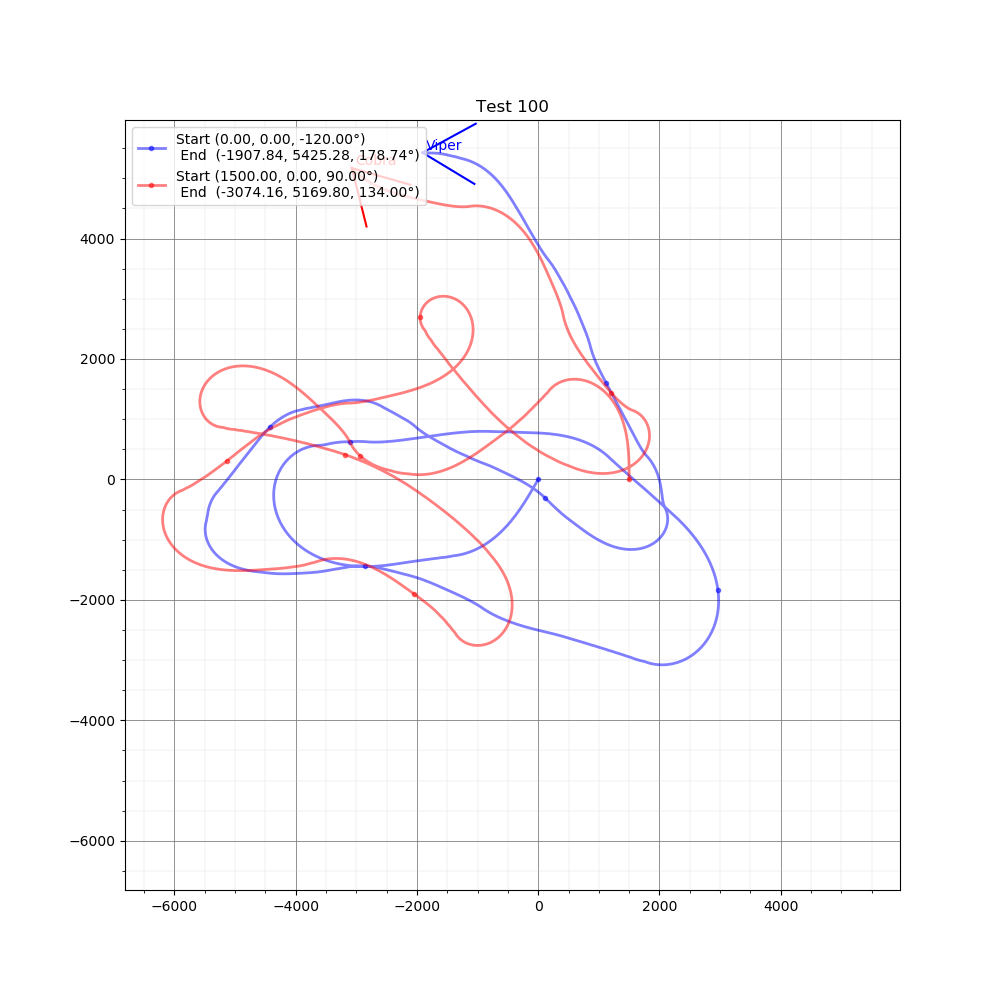 Test 100
Start (0.00, 0.00, -120.00°)
End  (-1907.84, 5425.28, 178.74°)
Start (1500.00, 0.00, 90.00°)
End  (-3074.16, 5169.80, 134.00°)
Viper
Cobra
4000
2000
0
−2000
−4000
−6000
−6000 −4000 −2000 0 2000 4000